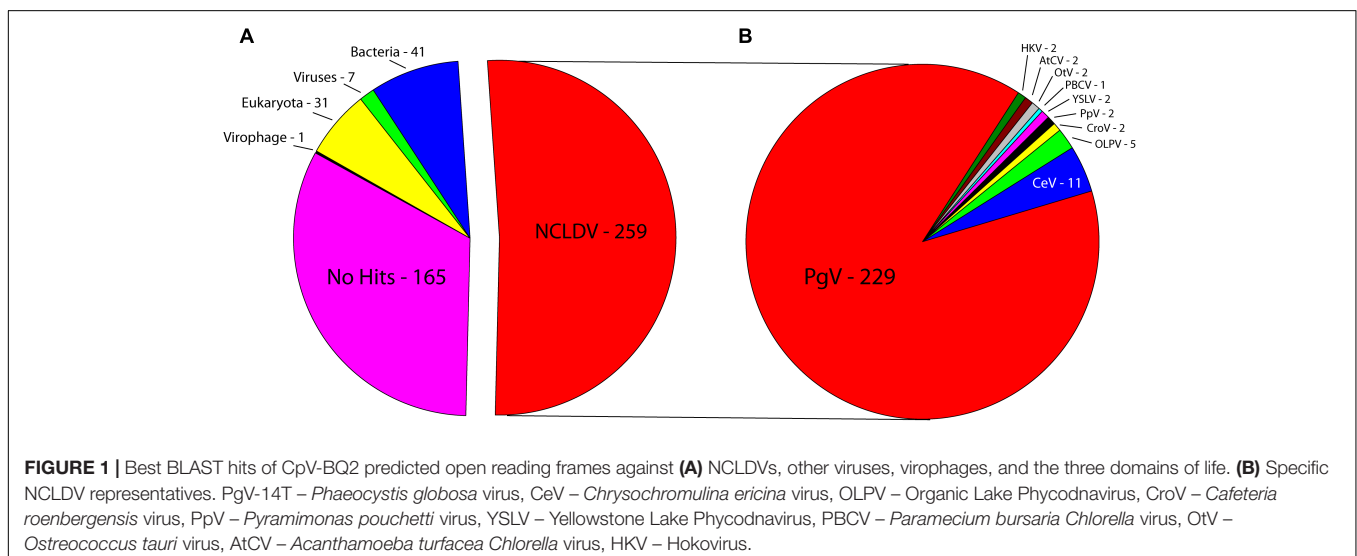 A
B
Bacteria - 41
Viruses - 7
Eukaryota - 31
Virophage - 1
No Hits - 165
NCLDV - 259
HKV - 2
AtCV - 2
OtV - 2
PBCV - 1
YSLV - 2
PpV - 2
CroV - 2
OLPV - 5
CeV - 11
PgV - 229
FIGURE 1 | Best BLAST hits of CpV-BQ2 predicted open reading frames against (A) NCLDVs, other viruses, virophages, and the three domains of life. (B) Specific
NCLDV representatives. PgV-14T – Phaeocystis globosa virus, CeV – Chrysochromulina ericina virus, OLPV – Organic Lake Phycodnavirus, CroV – Cafeteria
roenbergensis virus, PpV – Pyramimonas pouchetti virus, YSLV – Yellowstone Lake Phycodnavirus, PBCV – Paramecium bursaria Chlorella virus, OtV –
Ostreococcus tauri virus, AtCV – Acanthamoeba turfacea Chlorella virus, HKV – Hokovirus.